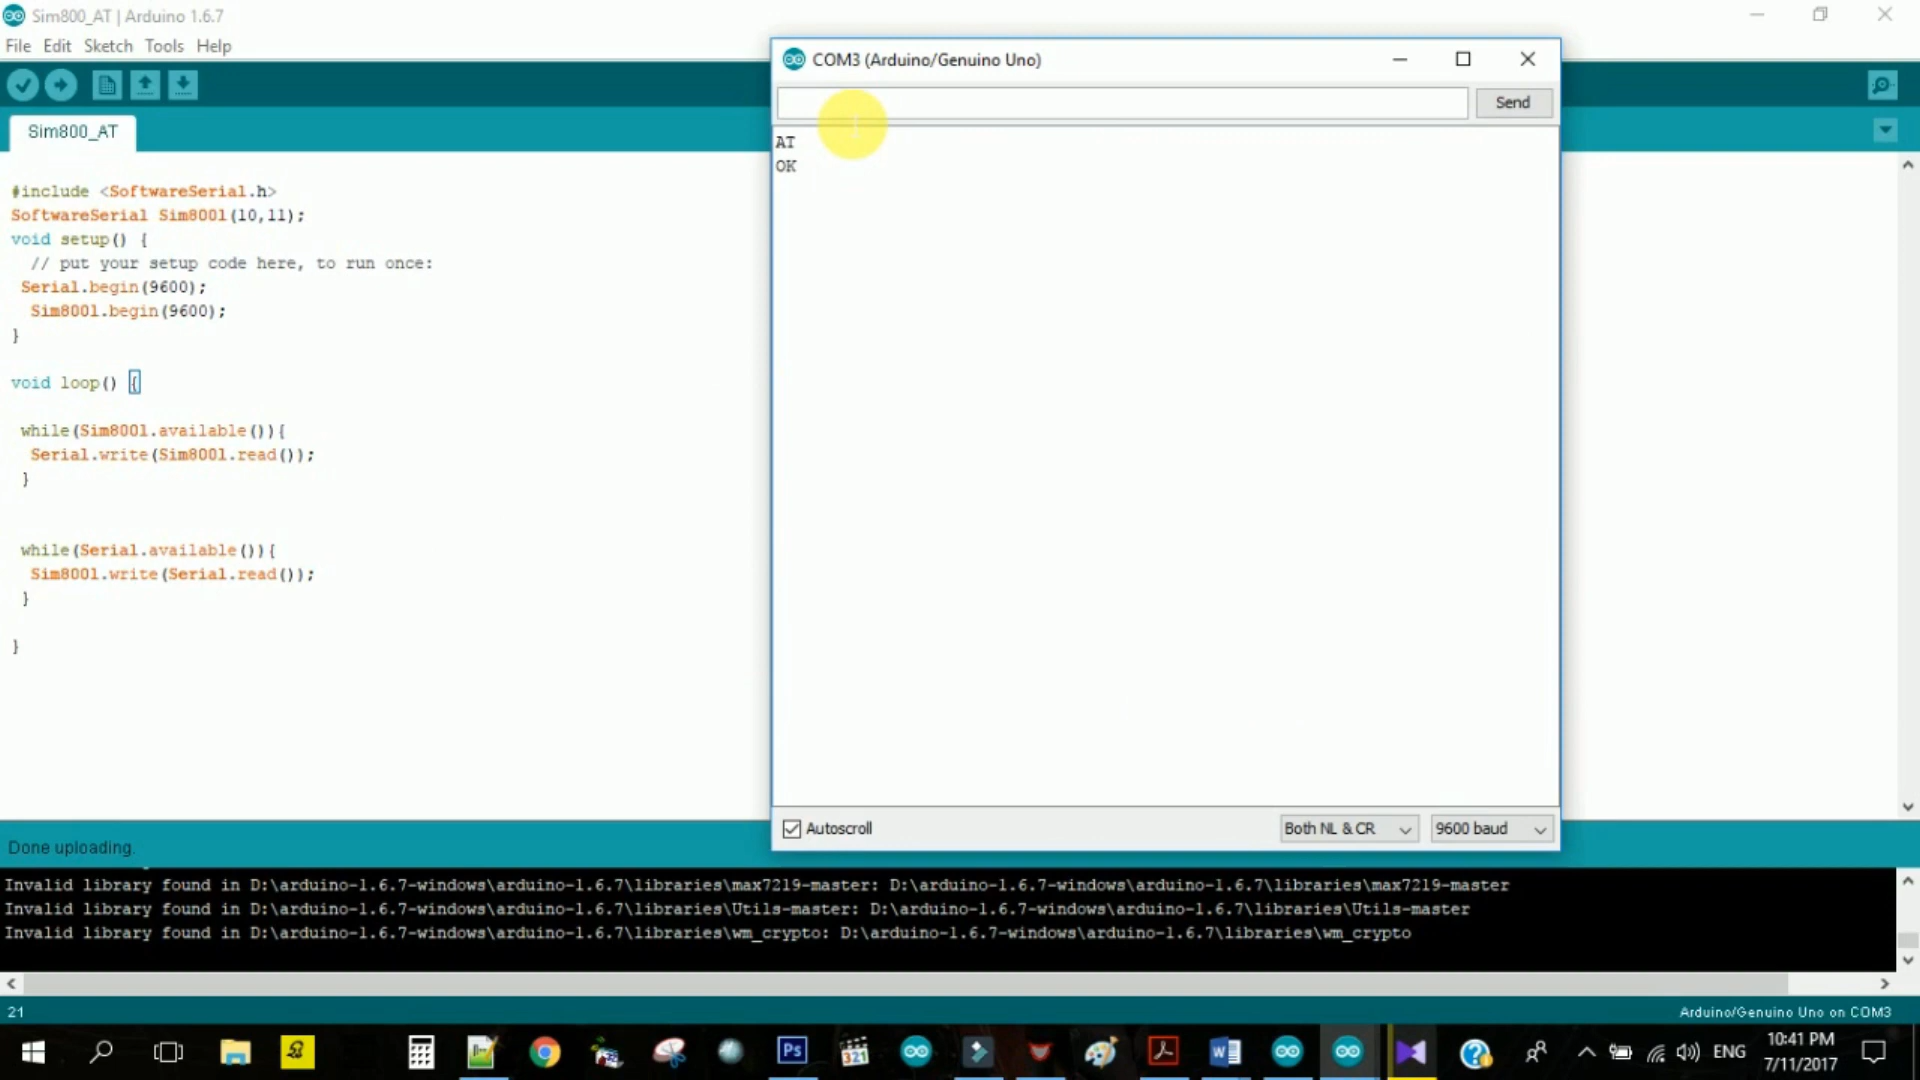 Sim800_AT | Arduino 1.6.7
File Edit Sketch Tools Help
Sim800_AT
#include <SoftwareSerial.h>
SoftwareSerial Sim800l(10,11);
void setup() {
// put your setup code here, to run once:
Serial.begin(9600);
Sim800l.begin(9600);
}
void loop() {
while(Sim800l.available()){
Serial.write(Sim800l.read());
}
while(Serial.available()){
Sim800l.write(Serial.read());
}
}
COM3 (Arduino/Genuino Uno)
Send
AT
OK
Autoscroll
Both NL & CR
9600 baud
Done uploading.
Invalid library found in D:\arduino-1.6.7-windows\arduino-1.6.7\libraries\max7219-master: D:\arduino-1.6.7-windows\arduino-1.6.7\libraries\max7219-master
Invalid library found in D:\arduino-1.6.7-windows\arduino-1.6.7\libraries\Utils-master: D:\arduino-1.6.7-windows\arduino-1.6.7\libraries\Utils-master
Invalid library found in D:\arduino-1.6.7-windows\arduino-1.6.7\libraries\wm_crypto: D:\arduino-1.6.7-windows\arduino-1.6.7\libraries\wm_crypto
21
Arduino/Genuino Uno on COM3
Ps
321
ENG
10:41 PM
7/11/2017